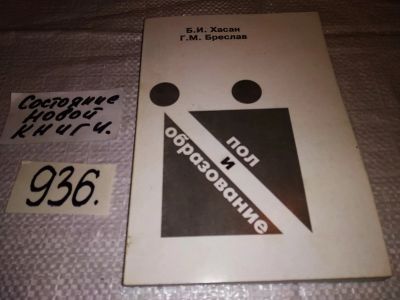 Б.И. Хасан
Г.М. Бреслав
пол
и
образование
Состояние
новой
книги.
936.